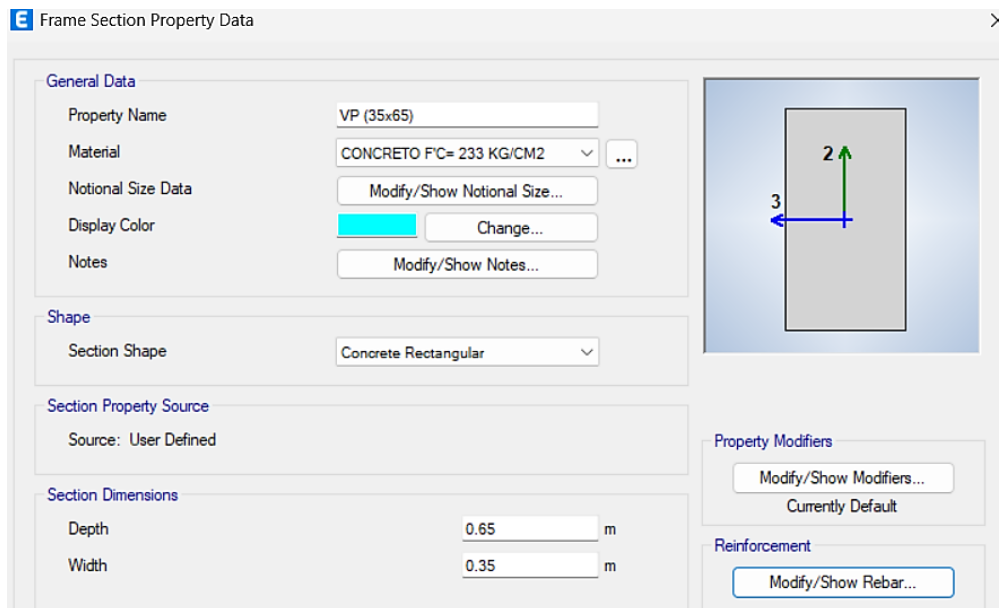 E Frame Section Property Data
General Data
Property Name VP (35x65)
Material CONCRETO F'C= 233 KG/CM2 ...
Notional Size Data Modify/Show Notional Size...
Display Color Change...
Notes Modify/Show Notes...
Shape
Section Shape Concrete Rectangular
Section Property Source
Source: User Defined
Section Dimensions
Depth 0.65 m
Width 0.35 m
2
3
Property Modifiers
Modify/Show Modifiers...
Currently Default
Reinforcement
Modify/Show Rebar...